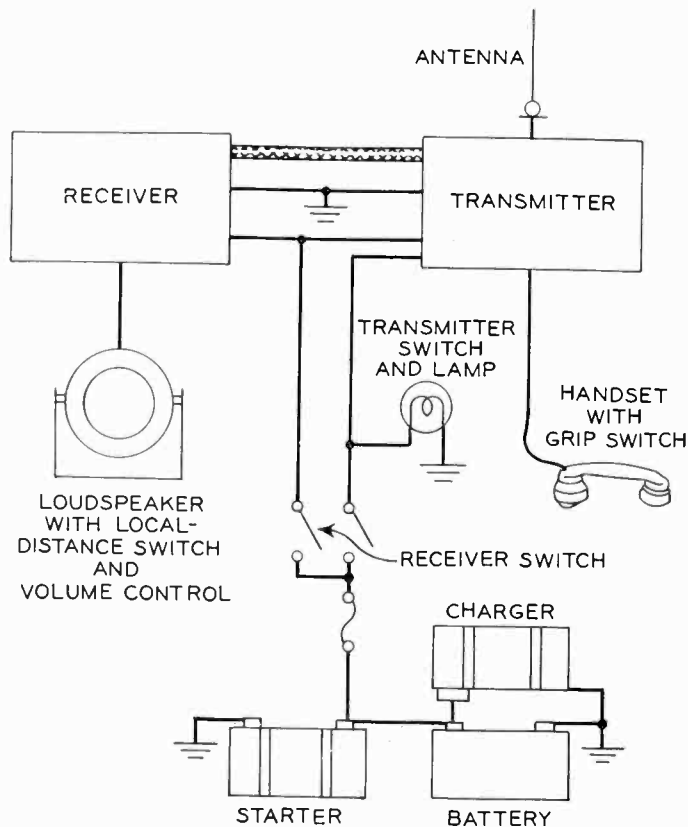 ANTENNA
RECEIVER
TRANSMITTER
TRANSMITTER
SWITCH
AND LAMP
HANDSET
WITH
GRIP SWITCH
LOUDSPEAKER
WITH LOCAL-
DISTANCE SWITCH
AND
VOLUME CONTROL
RECEIVER SWITCH
CHARGER
STARTER
BATTERY